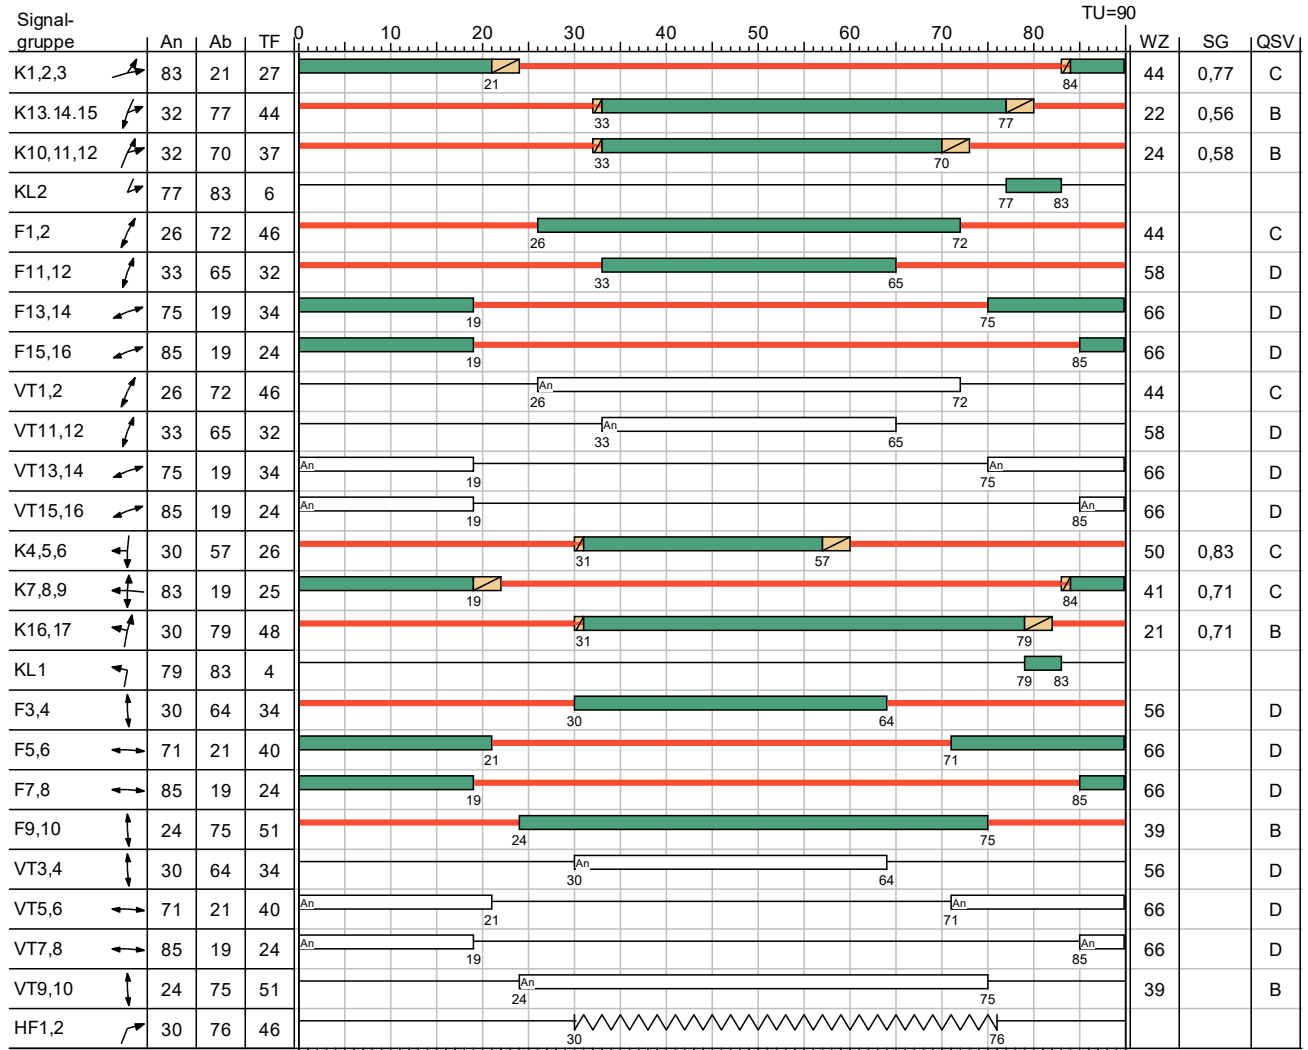 TU=90
Signal-
gruppe An Ab TF 0 10 20 30 40 50 60 70 80 WZ SG QSV
K1,2,3 83 21 27 21 84 44 0,77 C
K13.14.15 32 77 44 33 77 22 0,56 B
K10,11,12 32 70 37 33 70 24 0,58 B
KL2 77 83 6 77 83
F1,2 26 72 46 26 72 44 C
F11,12 33 65 32 33 65 58 D
F13,14 75 19 34 19 75 66 D
F15,16 85 19 24 19 85 66 D
VT1,2 26 72 46 An 26 72 44 C
VT11,12 33 65 32 An 33 65 58 D
VT13,14 75 19 34 An 19 An 75 66 D
VT15,16 85 19 24 An 19 An 85 66 D
K4,5,6 30 57 26 31 57 50 0,83 C
K7,8,9 83 19 25 19 84 41 0,71 C
K16,17 30 79 48 31 79 21 0,71 B
KL1 79 83 4 79 83
F3,4 30 64 34 30 64 56 D
F5,6 71 21 40 21 71 66 D
F7,8 85 19 24 19 85 66 D
F9,10 24 75 51 24 75 39 B
VT3,4 30 64 34 An 30 64 56 D
VT5,6 71 21 40 An 21 An 71 66 D
VT7,8 85 19 24 An 19 An 85 66 D
VT9,10 24 75 51 An 24 75 39 B
HF1,2 30 76 46 30 76